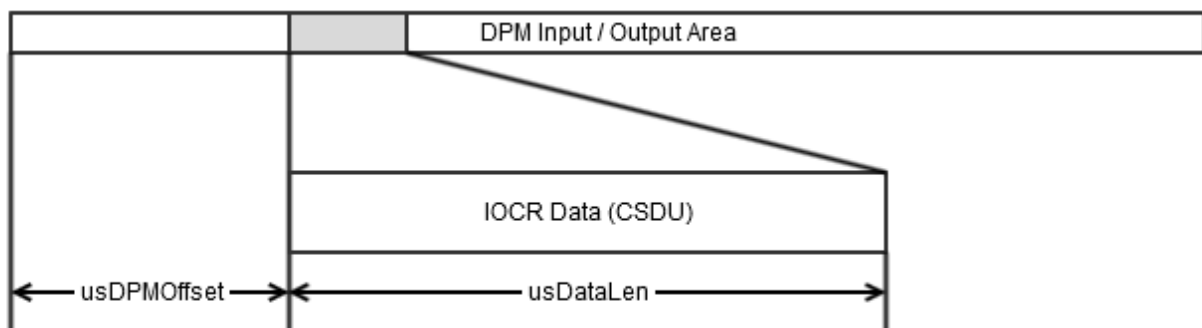 DPM Input / Output Area
IOCR Data (CSDU)
usDPMOffset
usDataLen